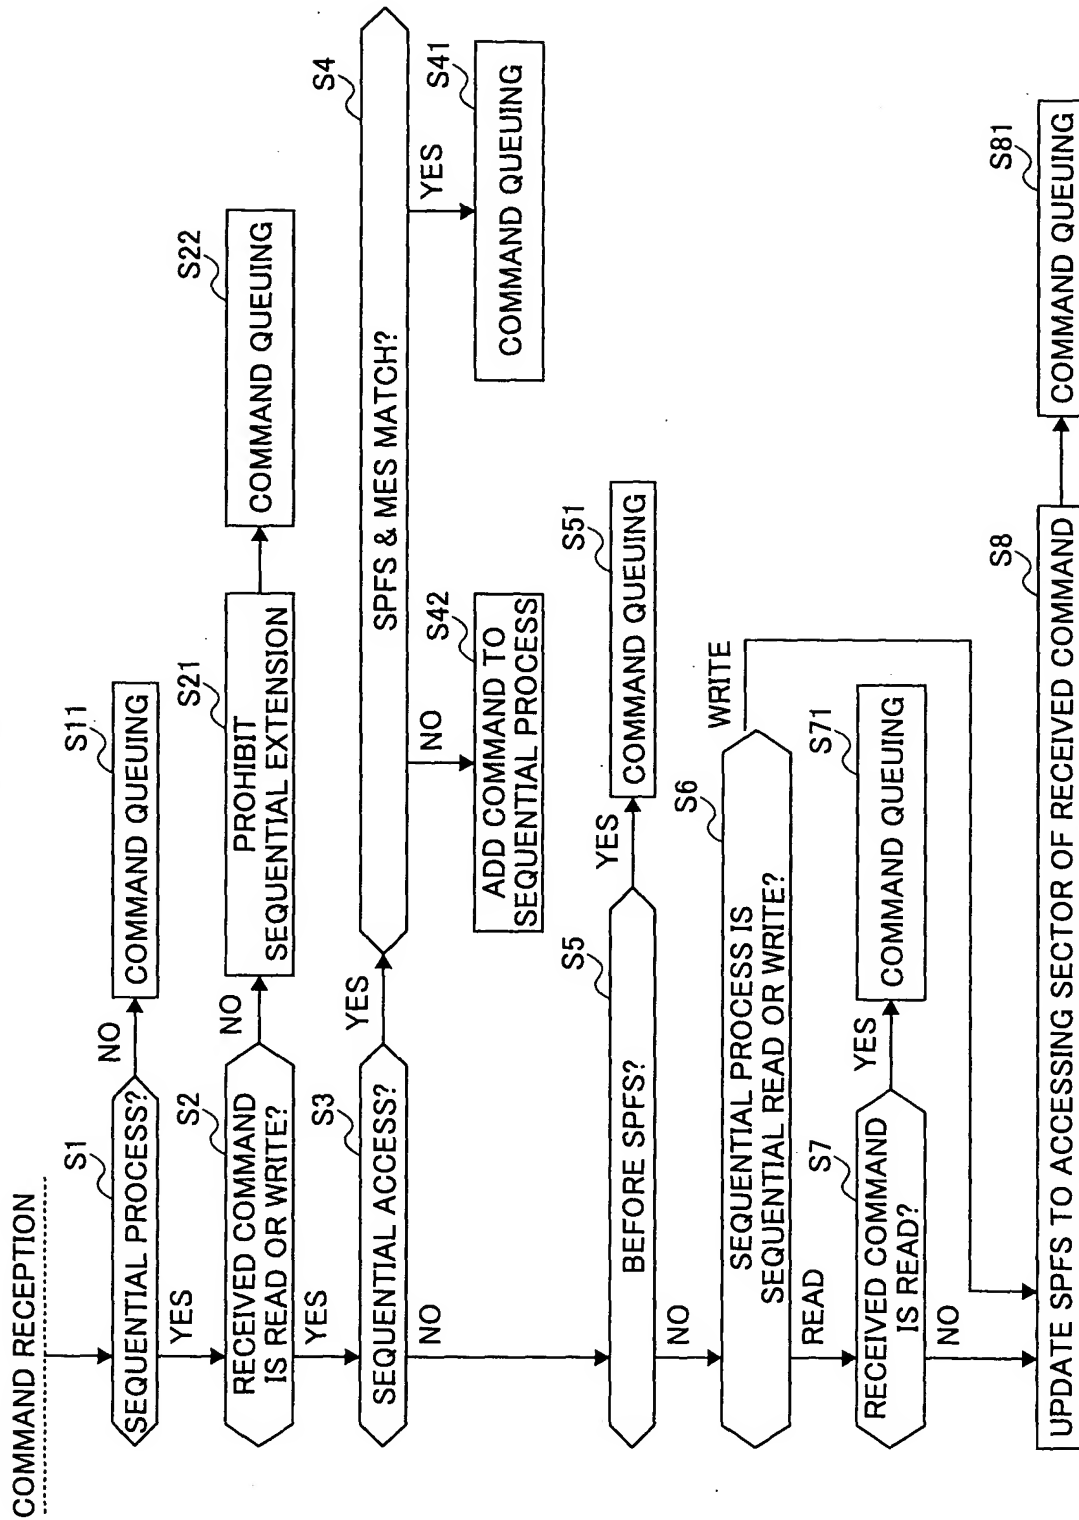 COMMAND RECEPTION
S1
SEQUENTIAL PROCESS?
NO
S11
COMMAND QUEUING
YES
S2
RECEIVED COMMAND
IS READ OR WRITE?
NO
S21
PROHIBIT
SEQUENTIAL EXTENSION
S22
COMMAND QUEUING
YES
S3
SEQUENTIAL ACCESS?
YES
S4
SPFS & MES MATCH?
NO
S42
ADD COMMAND TO
SEQUENTIAL PROCESS
YES
S41
COMMAND QUEUING
NO
S5
BEFORE SPFS?
YES
S51
COMMAND QUEUING
NO
S6
SEQUENTIAL PROCESS IS
SEQUENTIAL READ OR WRITE?
WRITE
READ
S7
RECEIVED COMMAND
IS READ?
YES
S71
COMMAND QUEUING
NO
S8
UPDATE SPFS TO ACCESSING SECTOR OF RECEIVED COMMAND
S81
COMMAND QUEUING